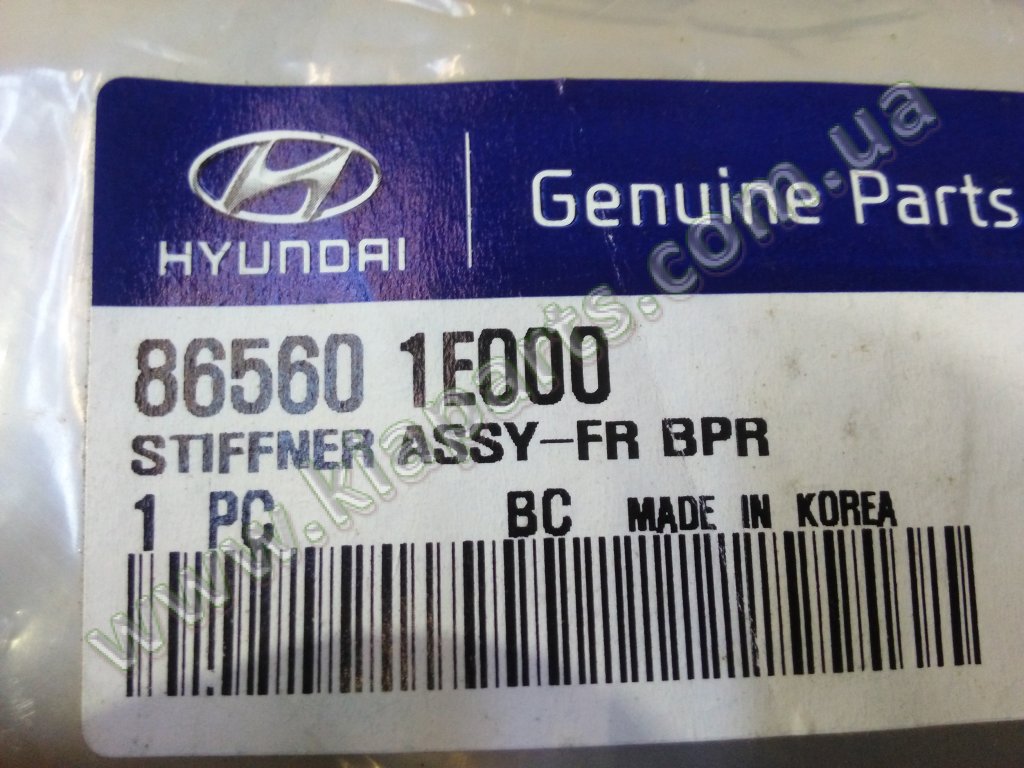 HYUNDAI
Genuine Parts
86560 1E000
STIFFNER ASSY-FR BPR
1 PC BC MADE IN KOREA
www.kiaparts.com.ua